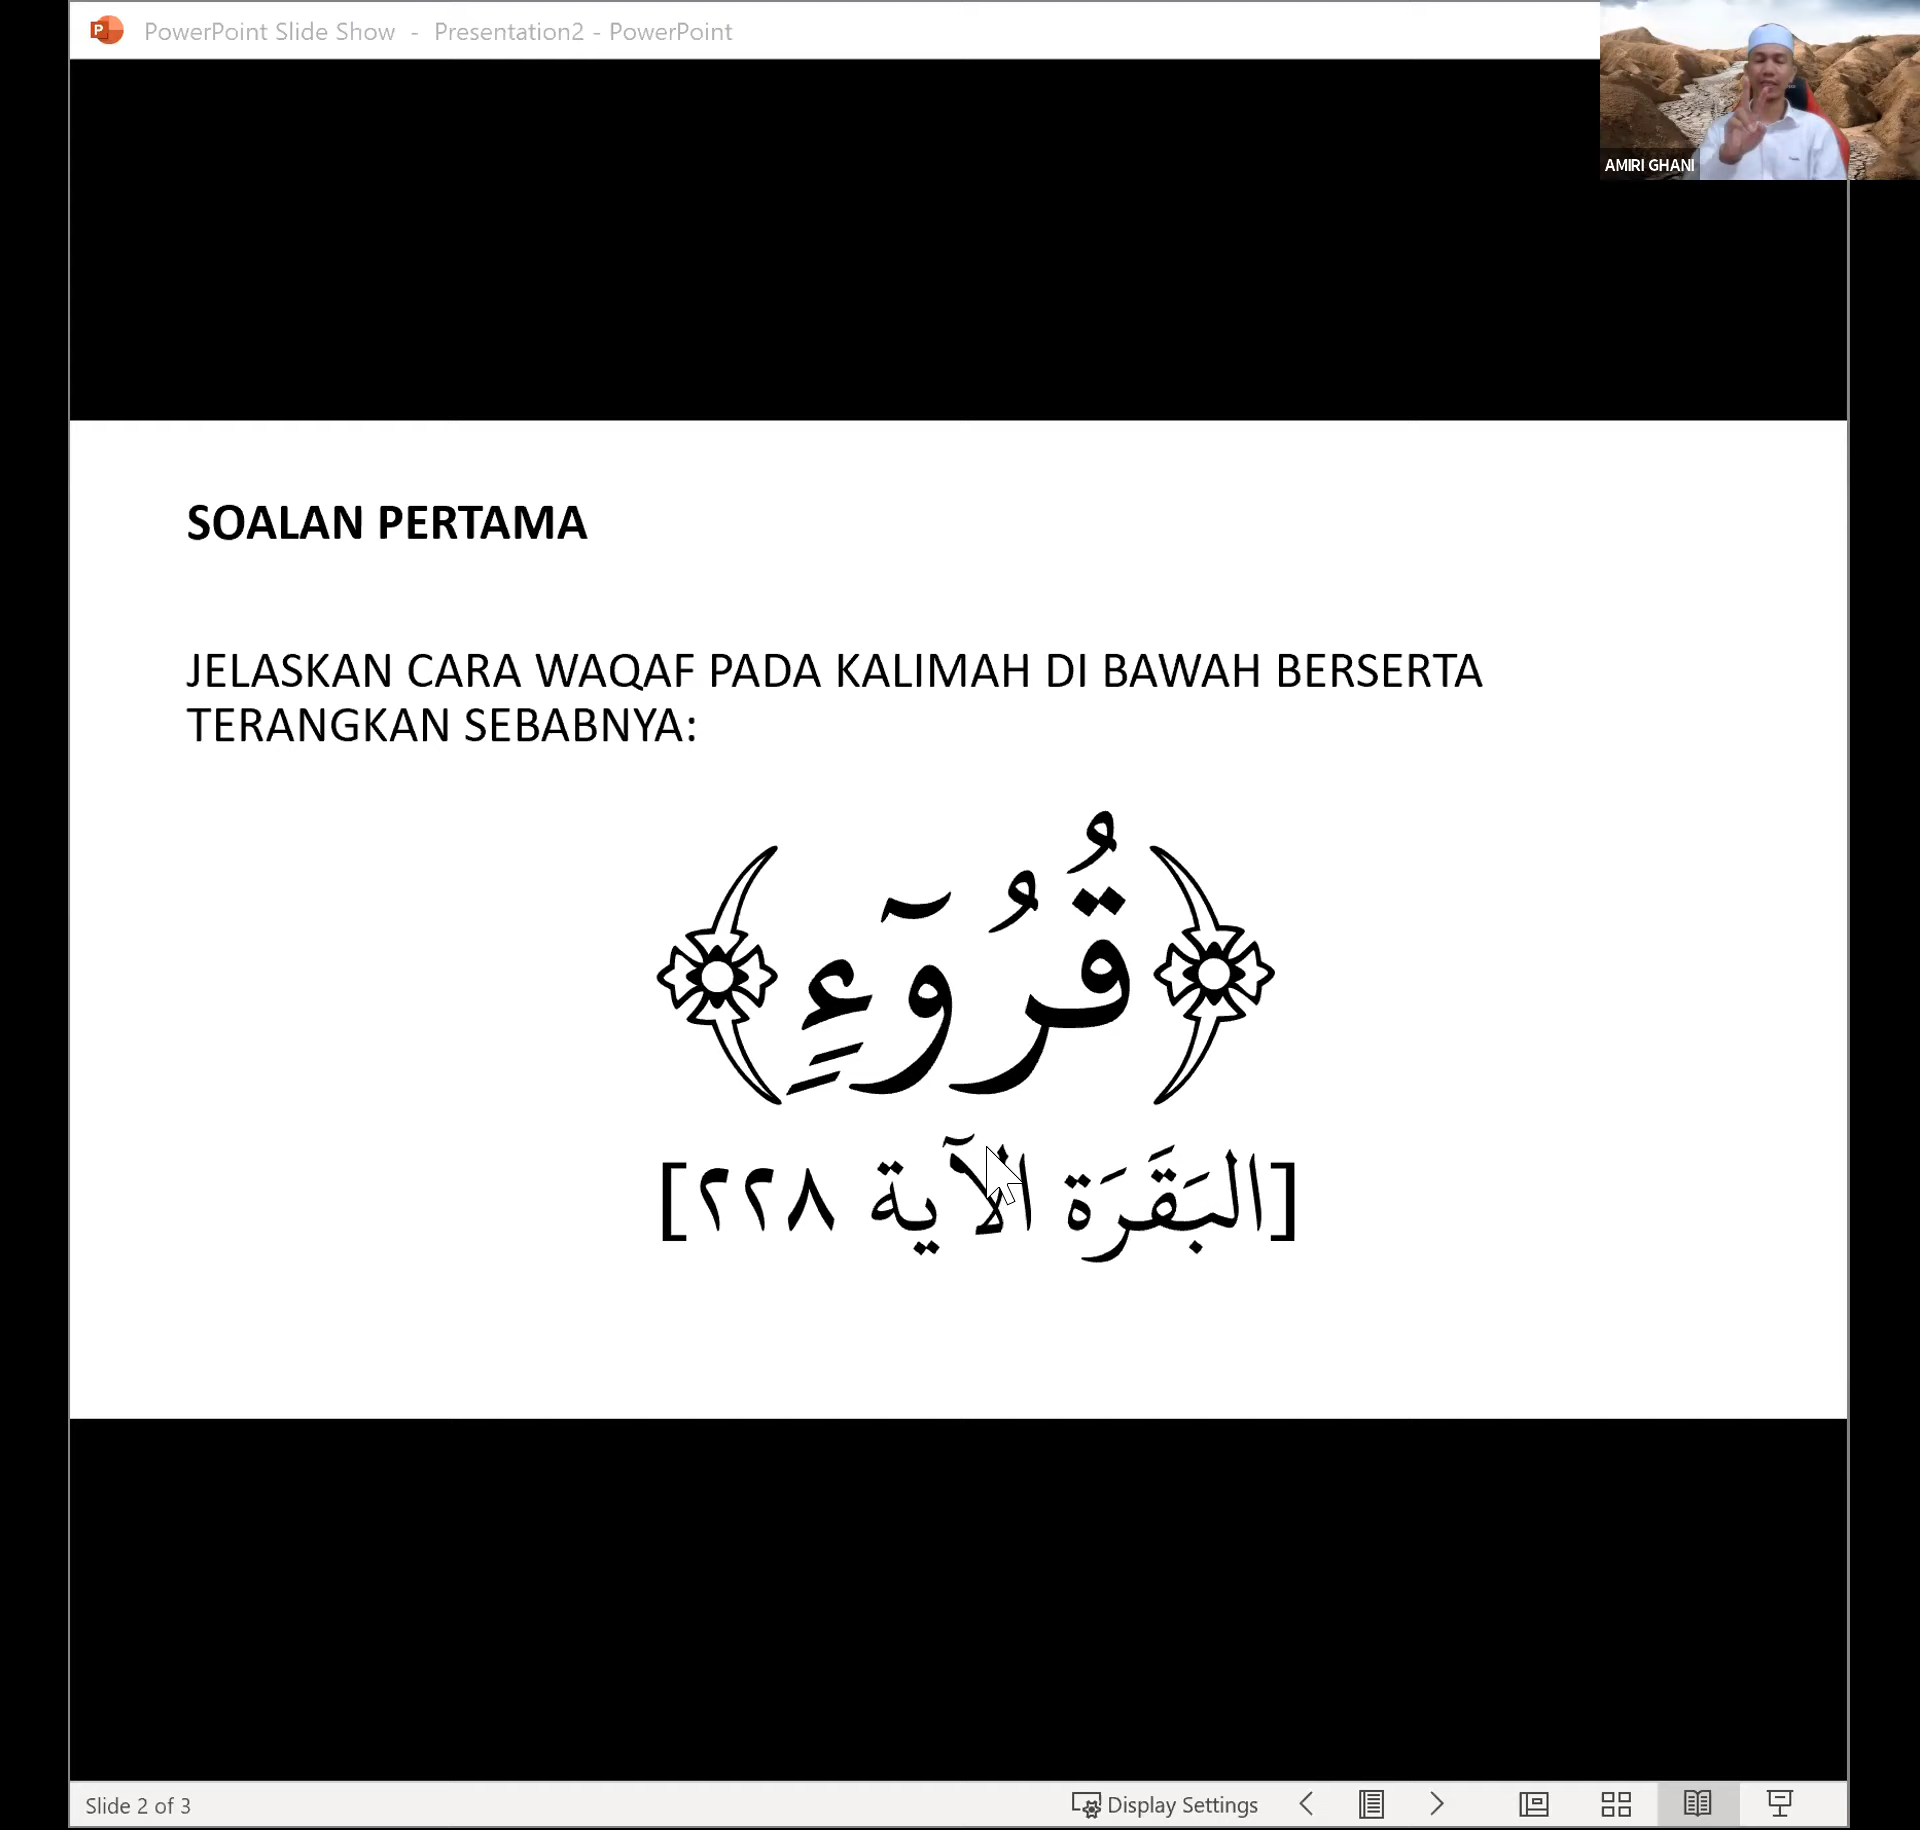 PowerPoint Slide Show - Presentation2 - PowerPoint
AMIRI GHANI
SOALAN PERTAMA
JELASKAN CARA WAQAF PADA KALIMAH DI BAWAH BERSERTA
TERANGKAN SEBABNYA:
﴿قُرُوٓءٖ﴾
[البَقَرَة الآية ٢٢٨]
Slide 2 of 3
Display Settings